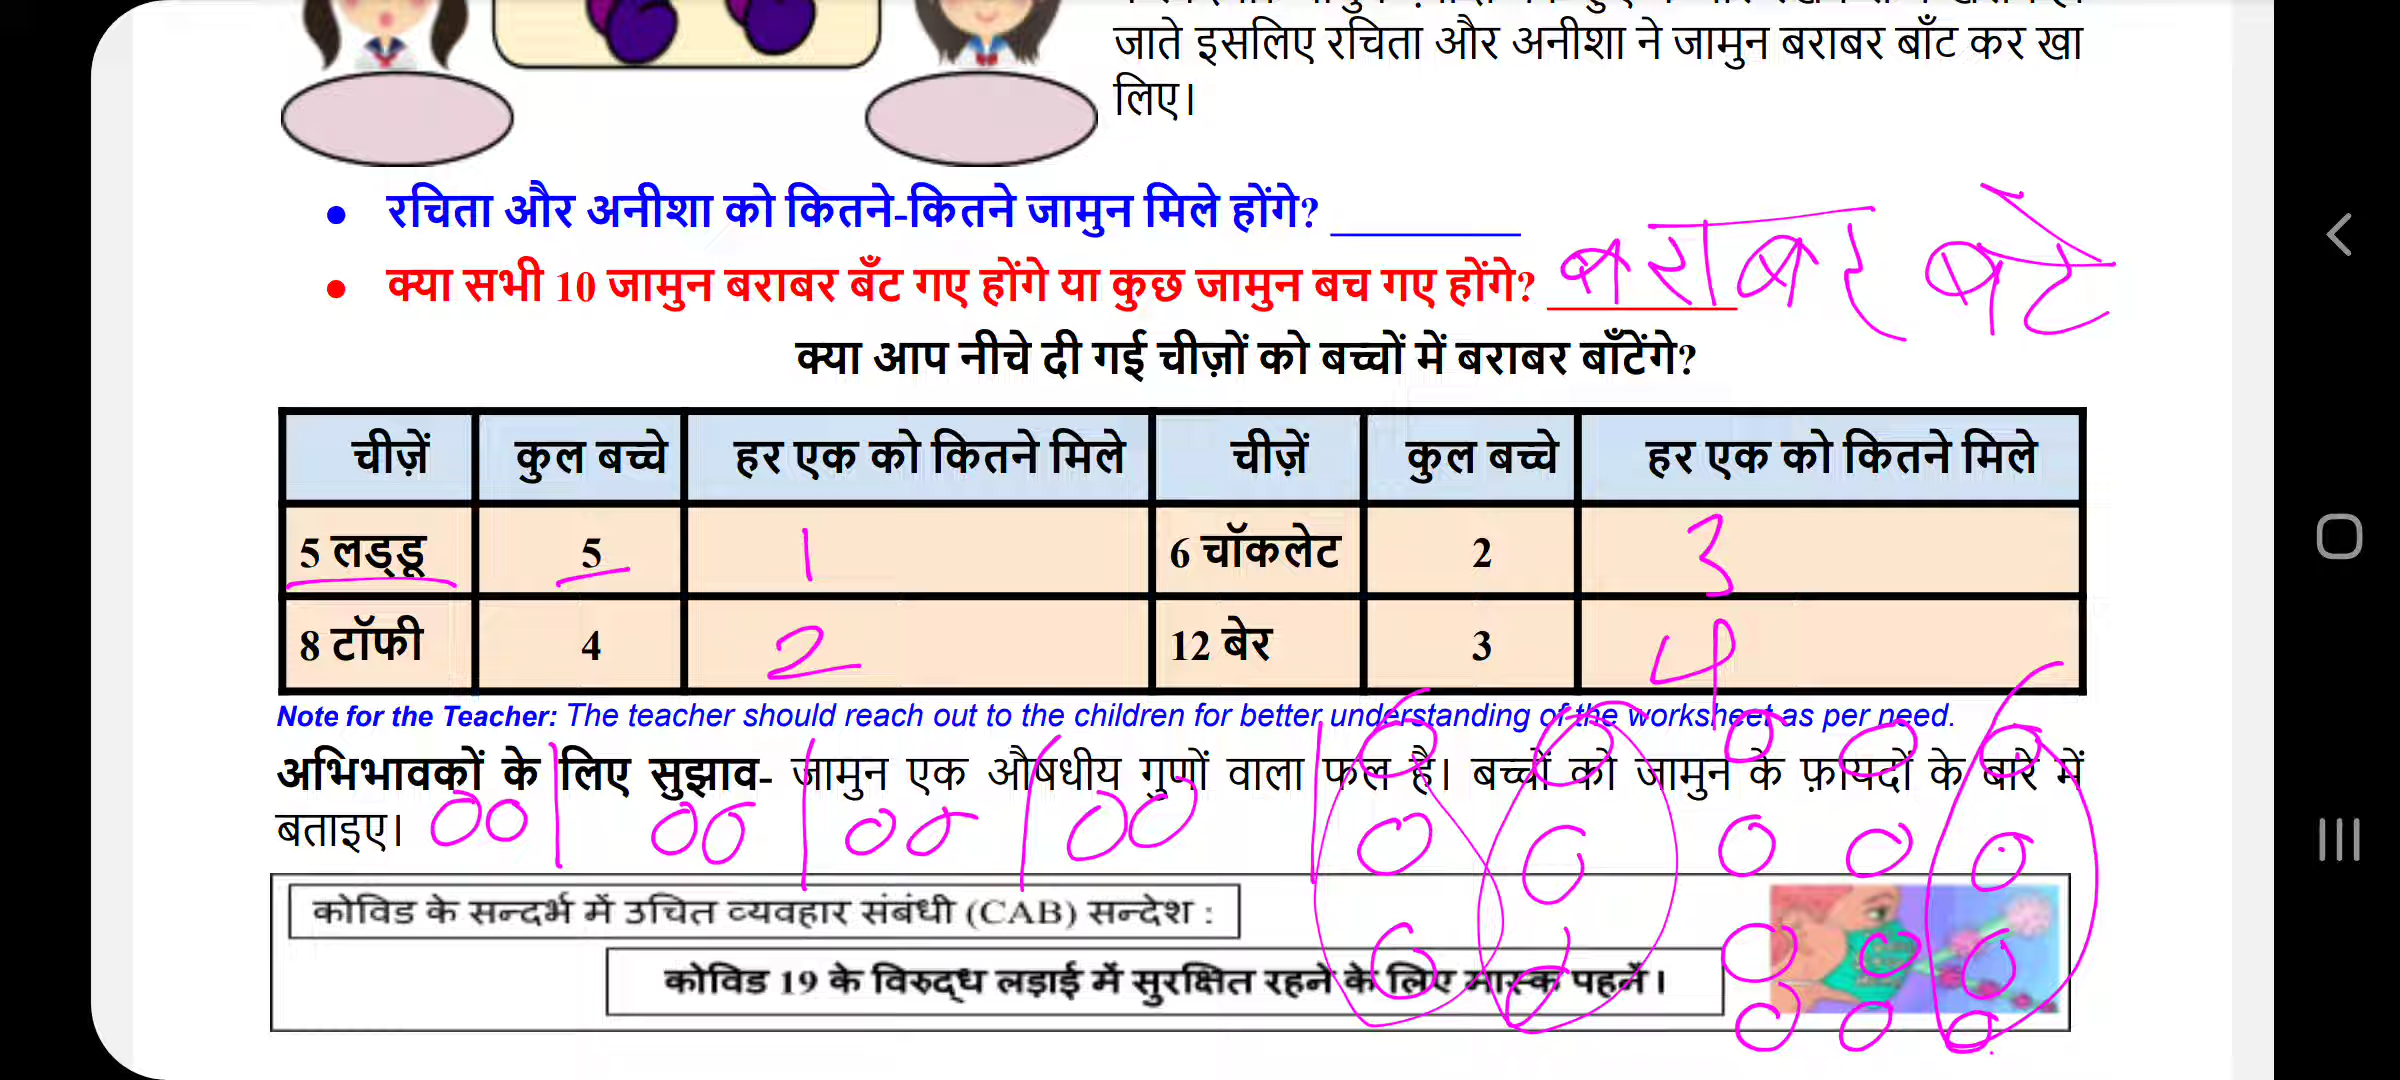 जाते इसलिए रचिता और अनीशा ने जामुन बराबर बाँट कर खा
लिए।
• रचिता और अनीशा को कितने-कितने जामुन मिले होंगे? ________
• क्या सभी 10 जामुन बराबर बँट गए होंगे या कुछ जामुन बच गए होंगे? ________ बराबर बटे
क्या आप नीचे दी गई चीज़ों को बच्चों में बराबर बाँटेंगे?
चीज़ें कुल बच्चे हर एक को कितने मिले चीज़ें कुल बच्चे हर एक को कितने मिले
5 लड्डू 5 1 6 चॉकलेट 2 3
8 टॉफी 4 2 12 बेर 3 4
Note for the Teacher: The teacher should reach out to the children for better understanding of the worksheet as per need.
अभिभावकों के लिए सुझाव- जामुन एक औषधीय गुणों वाला फल है। बच्चों को जामुन के फ़ायदों के बारे में
बताइए।
कोविड के सन्दर्भ में उचित व्यवहार संबंधी (CAB) सन्देश :
कोविड 19 के विरुद्ध लड़ाई में सुरक्षित रहने के लिए मास्क पहनें।